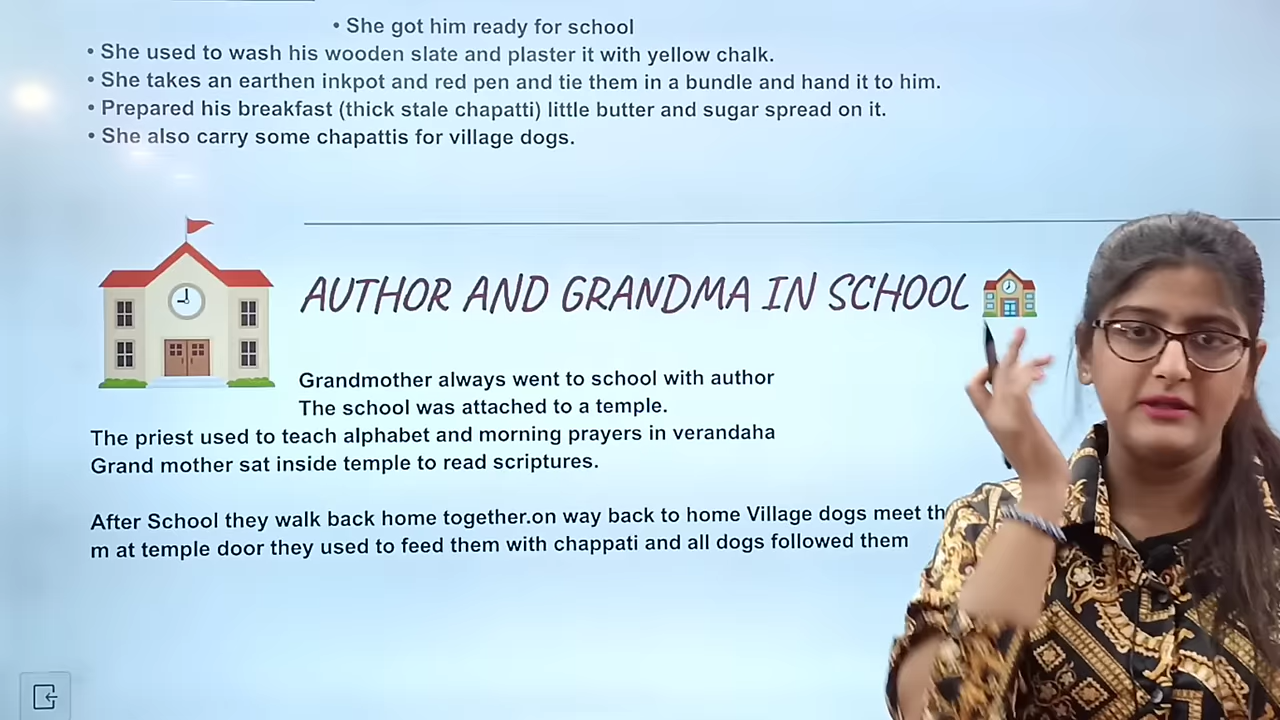 • She got him ready for school
• She used to wash his wooden slate and plaster it with yellow chalk.
• She takes an earthen inkpot and red pen and tie them in a bundle and hand it to him.
• Prepared his breakfast (thick stale chapatti) little butter and sugar spread on it.
• She also carry some chapattis for village dogs.
AUTHOR AND GRANDMA IN SCHOOL
Grandmother always went to school with author
The school was attached to a temple.
The priest used to teach alphabet and morning prayers in verandaha
Grand mother sat inside temple to read scriptures.
After School they walk back home together.on way back to home Village dogs meet th
m at temple door they used to feed them with chappati and all dogs followed them